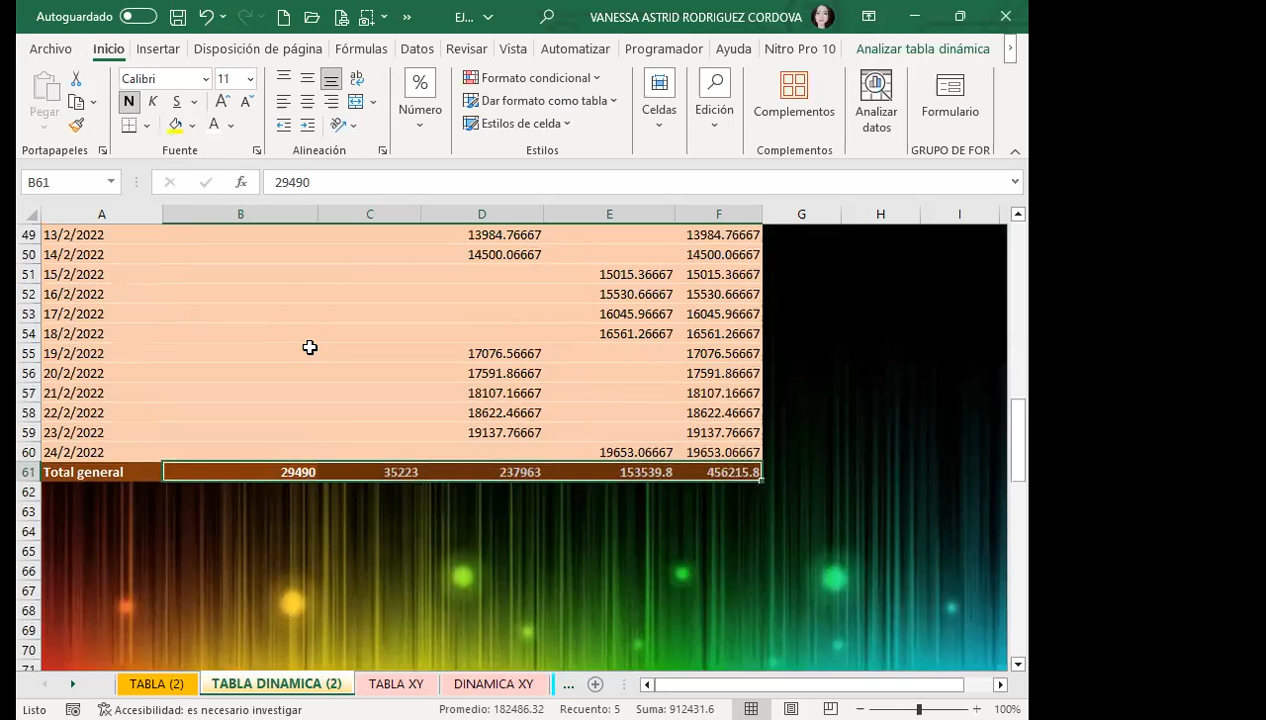 Autoguardado EJ... VANESSA ASTRID RODRIGUEZ CORDOVA
Archivo Inicio Insertar Disposición de página Fórmulas Datos Revisar Vista Automatizar Programador Ayuda Nitro Pro 10 Analizar tabla dinámica
Pegar
Calibri 11
N K S A A
A
Número
Formato condicional
Dar formato como tabla
Estilos de celda
Celdas
Edición
Complementos
Analizar datos
Formulario
Portapapeles Fuente Alineación Estilos Complementos GRUPO DE FOR
B61 fx 29490
A B C D E F G H I
49 13/2/2022 13984.76667 13984.76667
50 14/2/2022 14500.06667 14500.06667
51 15/2/2022 15015.36667 15015.36667
52 16/2/2022 15530.66667 15530.66667
53 17/2/2022 16045.96667 16045.96667
54 18/2/2022 16561.26667 16561.26667
55 19/2/2022 17076.56667 17076.56667
56 20/2/2022 17591.86667 17591.86667
57 21/2/2022 18107.16667 18107.16667
58 22/2/2022 18622.46667 18622.46667
59 23/2/2022 19137.76667 19137.76667
60 24/2/2022 19653.06667 19653.06667
61 Total general 29490 35223 237963 153539.8 456215.8
62
63
64
65
66
67
68
69
70
71
TABLA (2) TABLA DINAMICA (2) TABLA XY DINAMICA XY ...
Listo Accesibilidad: es necesario investigar Promedio: 182486.32 Recuento: 5 Suma: 912431.6 100%